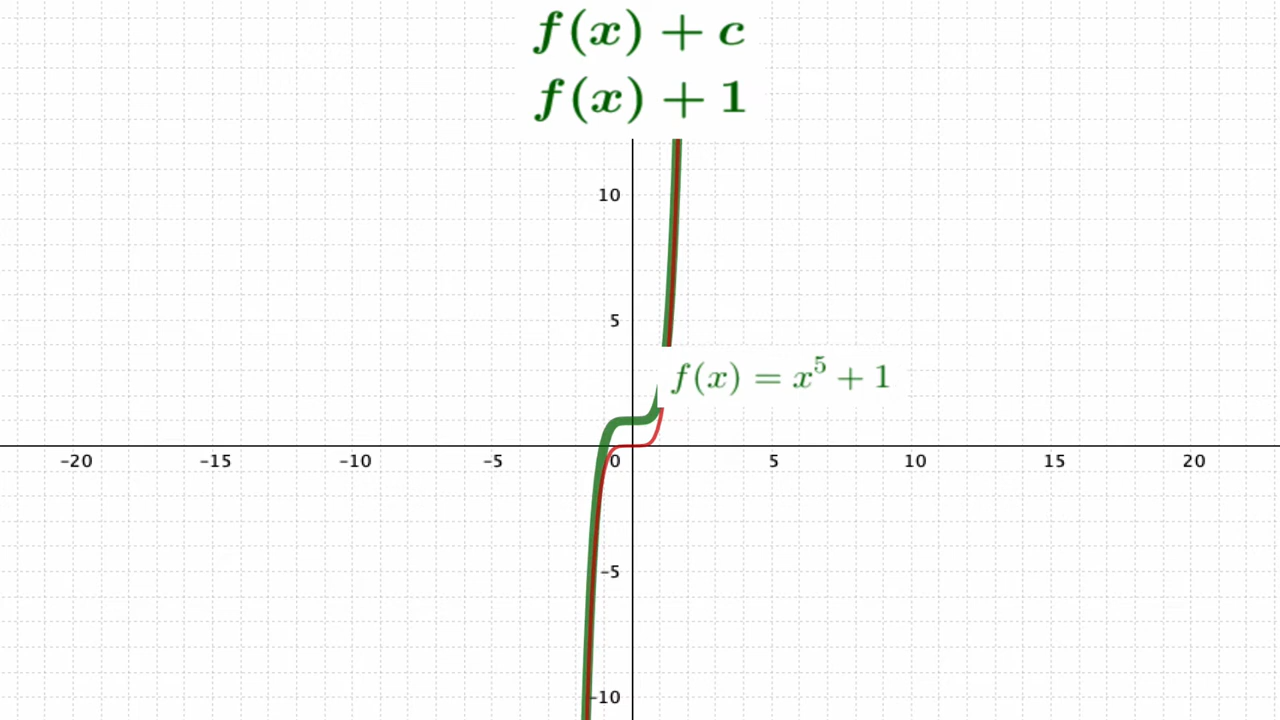 f(x) + c
f(x) + 1
10
5
f(x) = x⁵ + 1
−20 −15 −10 −5 0 5 10 15 20
−5
−10